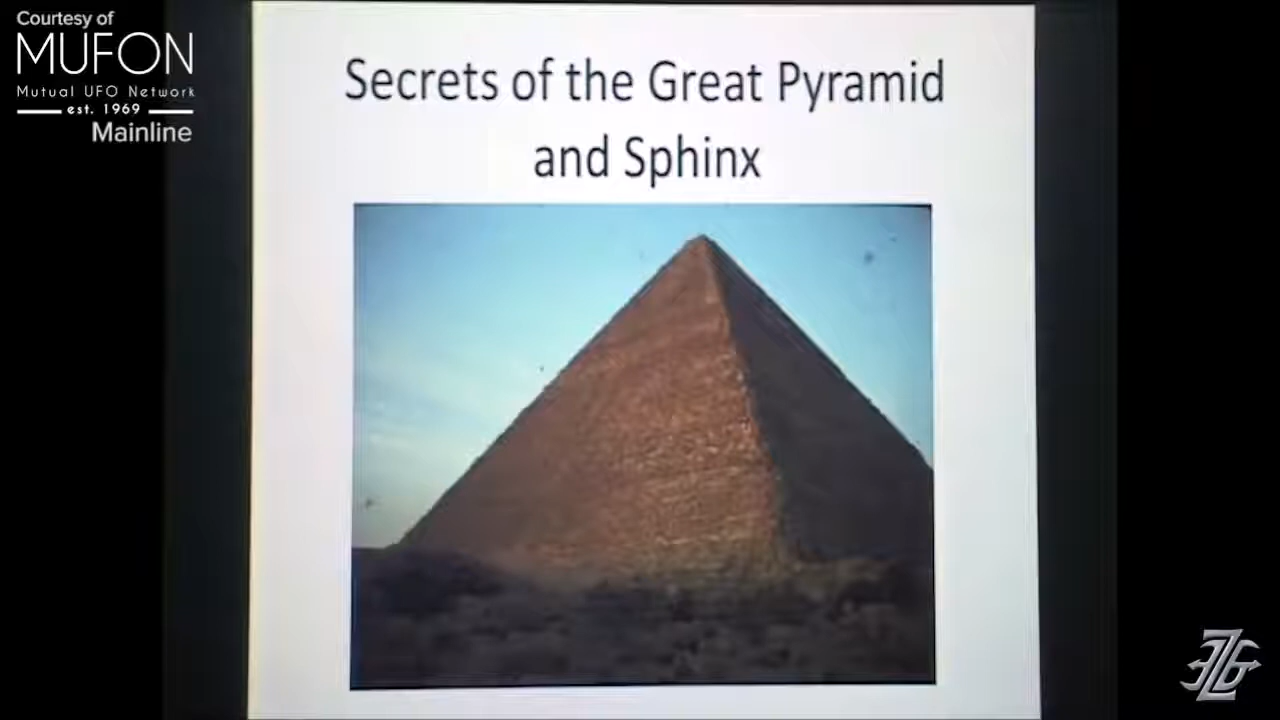 Courtesy of
MUFON
Mutual UFO Network
est. 1969
Mainline
Secrets of the Great Pyramid
and Sphinx